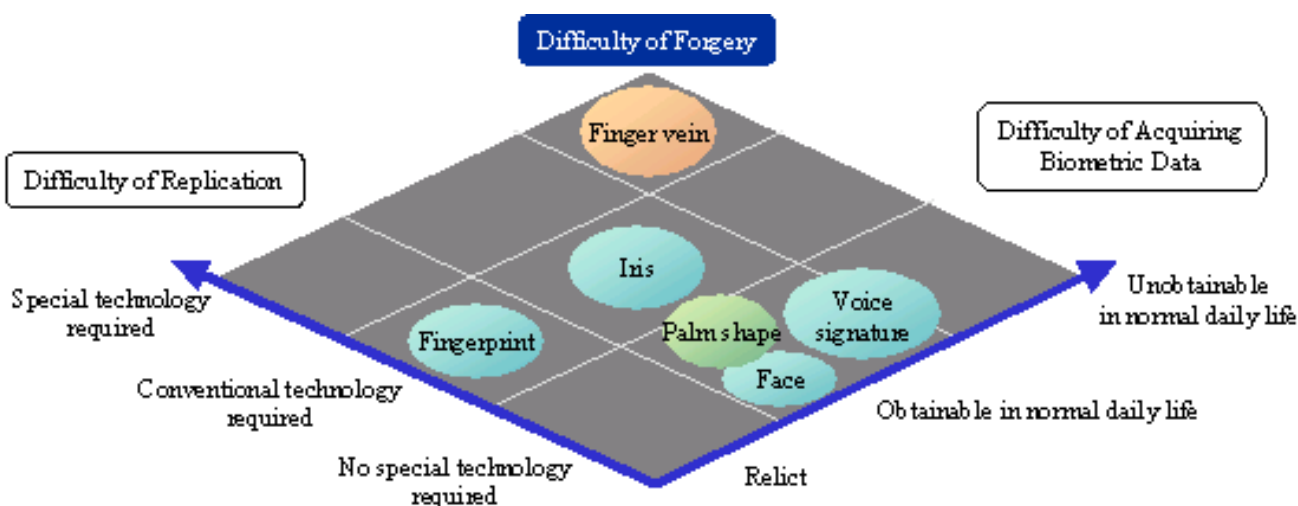 Difficulty of Forgery
Finger vein
Difficulty of Acquiring
Biometric Data
Difficulty of Replication
Iris
Special technology
required
Unobtainable
in normal daily life
Voice
signature
Palm shape
Fingerprint
Face
Conventional technology
required
Obtainable in normal daily life
No special technology
required
Relict